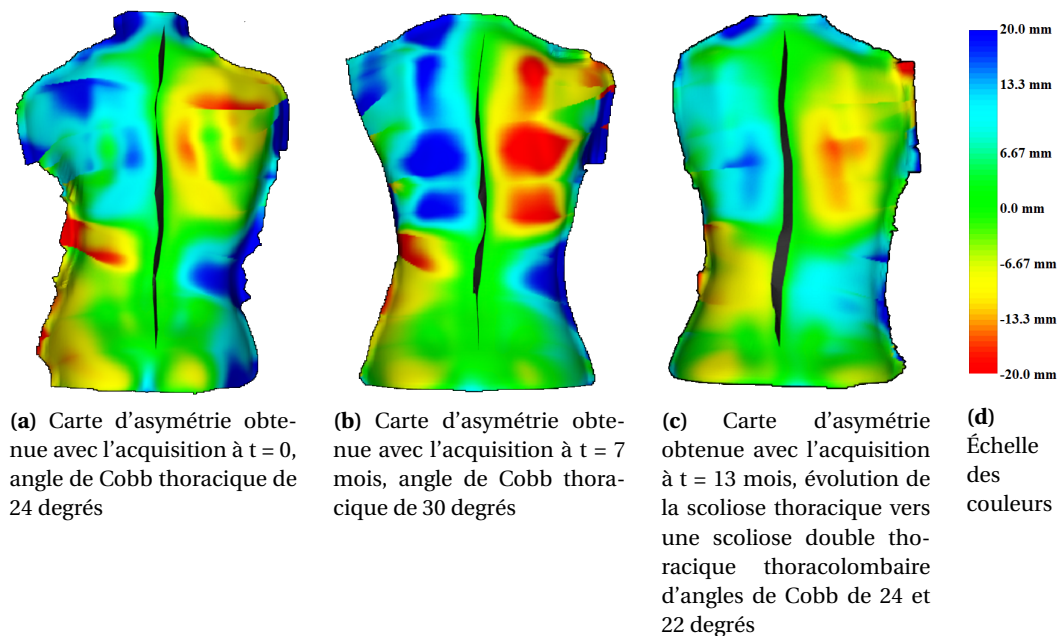 20.0 mm
13.3 mm
6.67 mm
0.0 mm
-6.67 mm
-13.3 mm
-20.0 mm
(a) Carte d'asymétrie obte-
nue avec l'acquisition à t = 0,
angle de Cobb thoracique de
24 degrés
(b) Carte d'asymétrie obte-
nue avec l'acquisition à t = 7
mois, angle de Cobb thora-
cique de 30 degrés
(c) Carte d'asymétrie
obtenue avec l'acquisition
à t = 13 mois, évolution de
la scoliose thoracique vers
une scoliose double tho-
racique thoracolombaire
d'angles de Cobb de 24 et
22 degrés
(d)
Échelle
des
couleurs